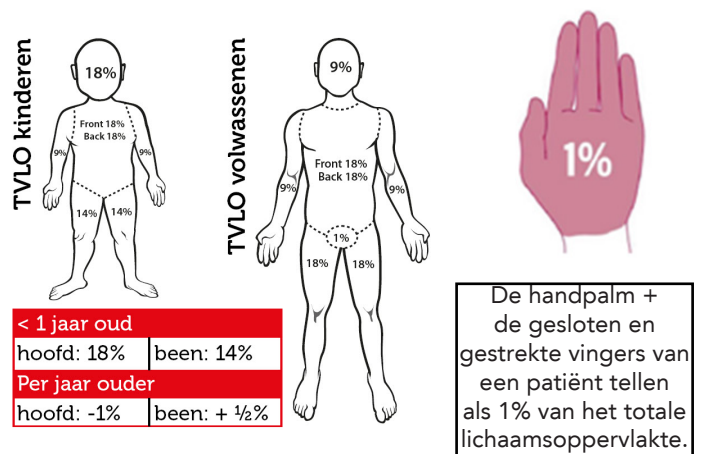 TVLO kinderen
18%
Front 18%
Back 18%
9%
9%
14%
14%
< 1 jaar oud
hoofd: 18%
been: 14%
Per jaar ouder
hoofd: -1%
been: + ½%
TVLO volwassenen
9%
Front 18%
Back 18%
9%
9%
1%
18%
18%
1%
De handpalm +
de gesloten en
gestrekte vingers van
een patiënt tellen
als 1% van het totale
lichaamsoppervlakte.